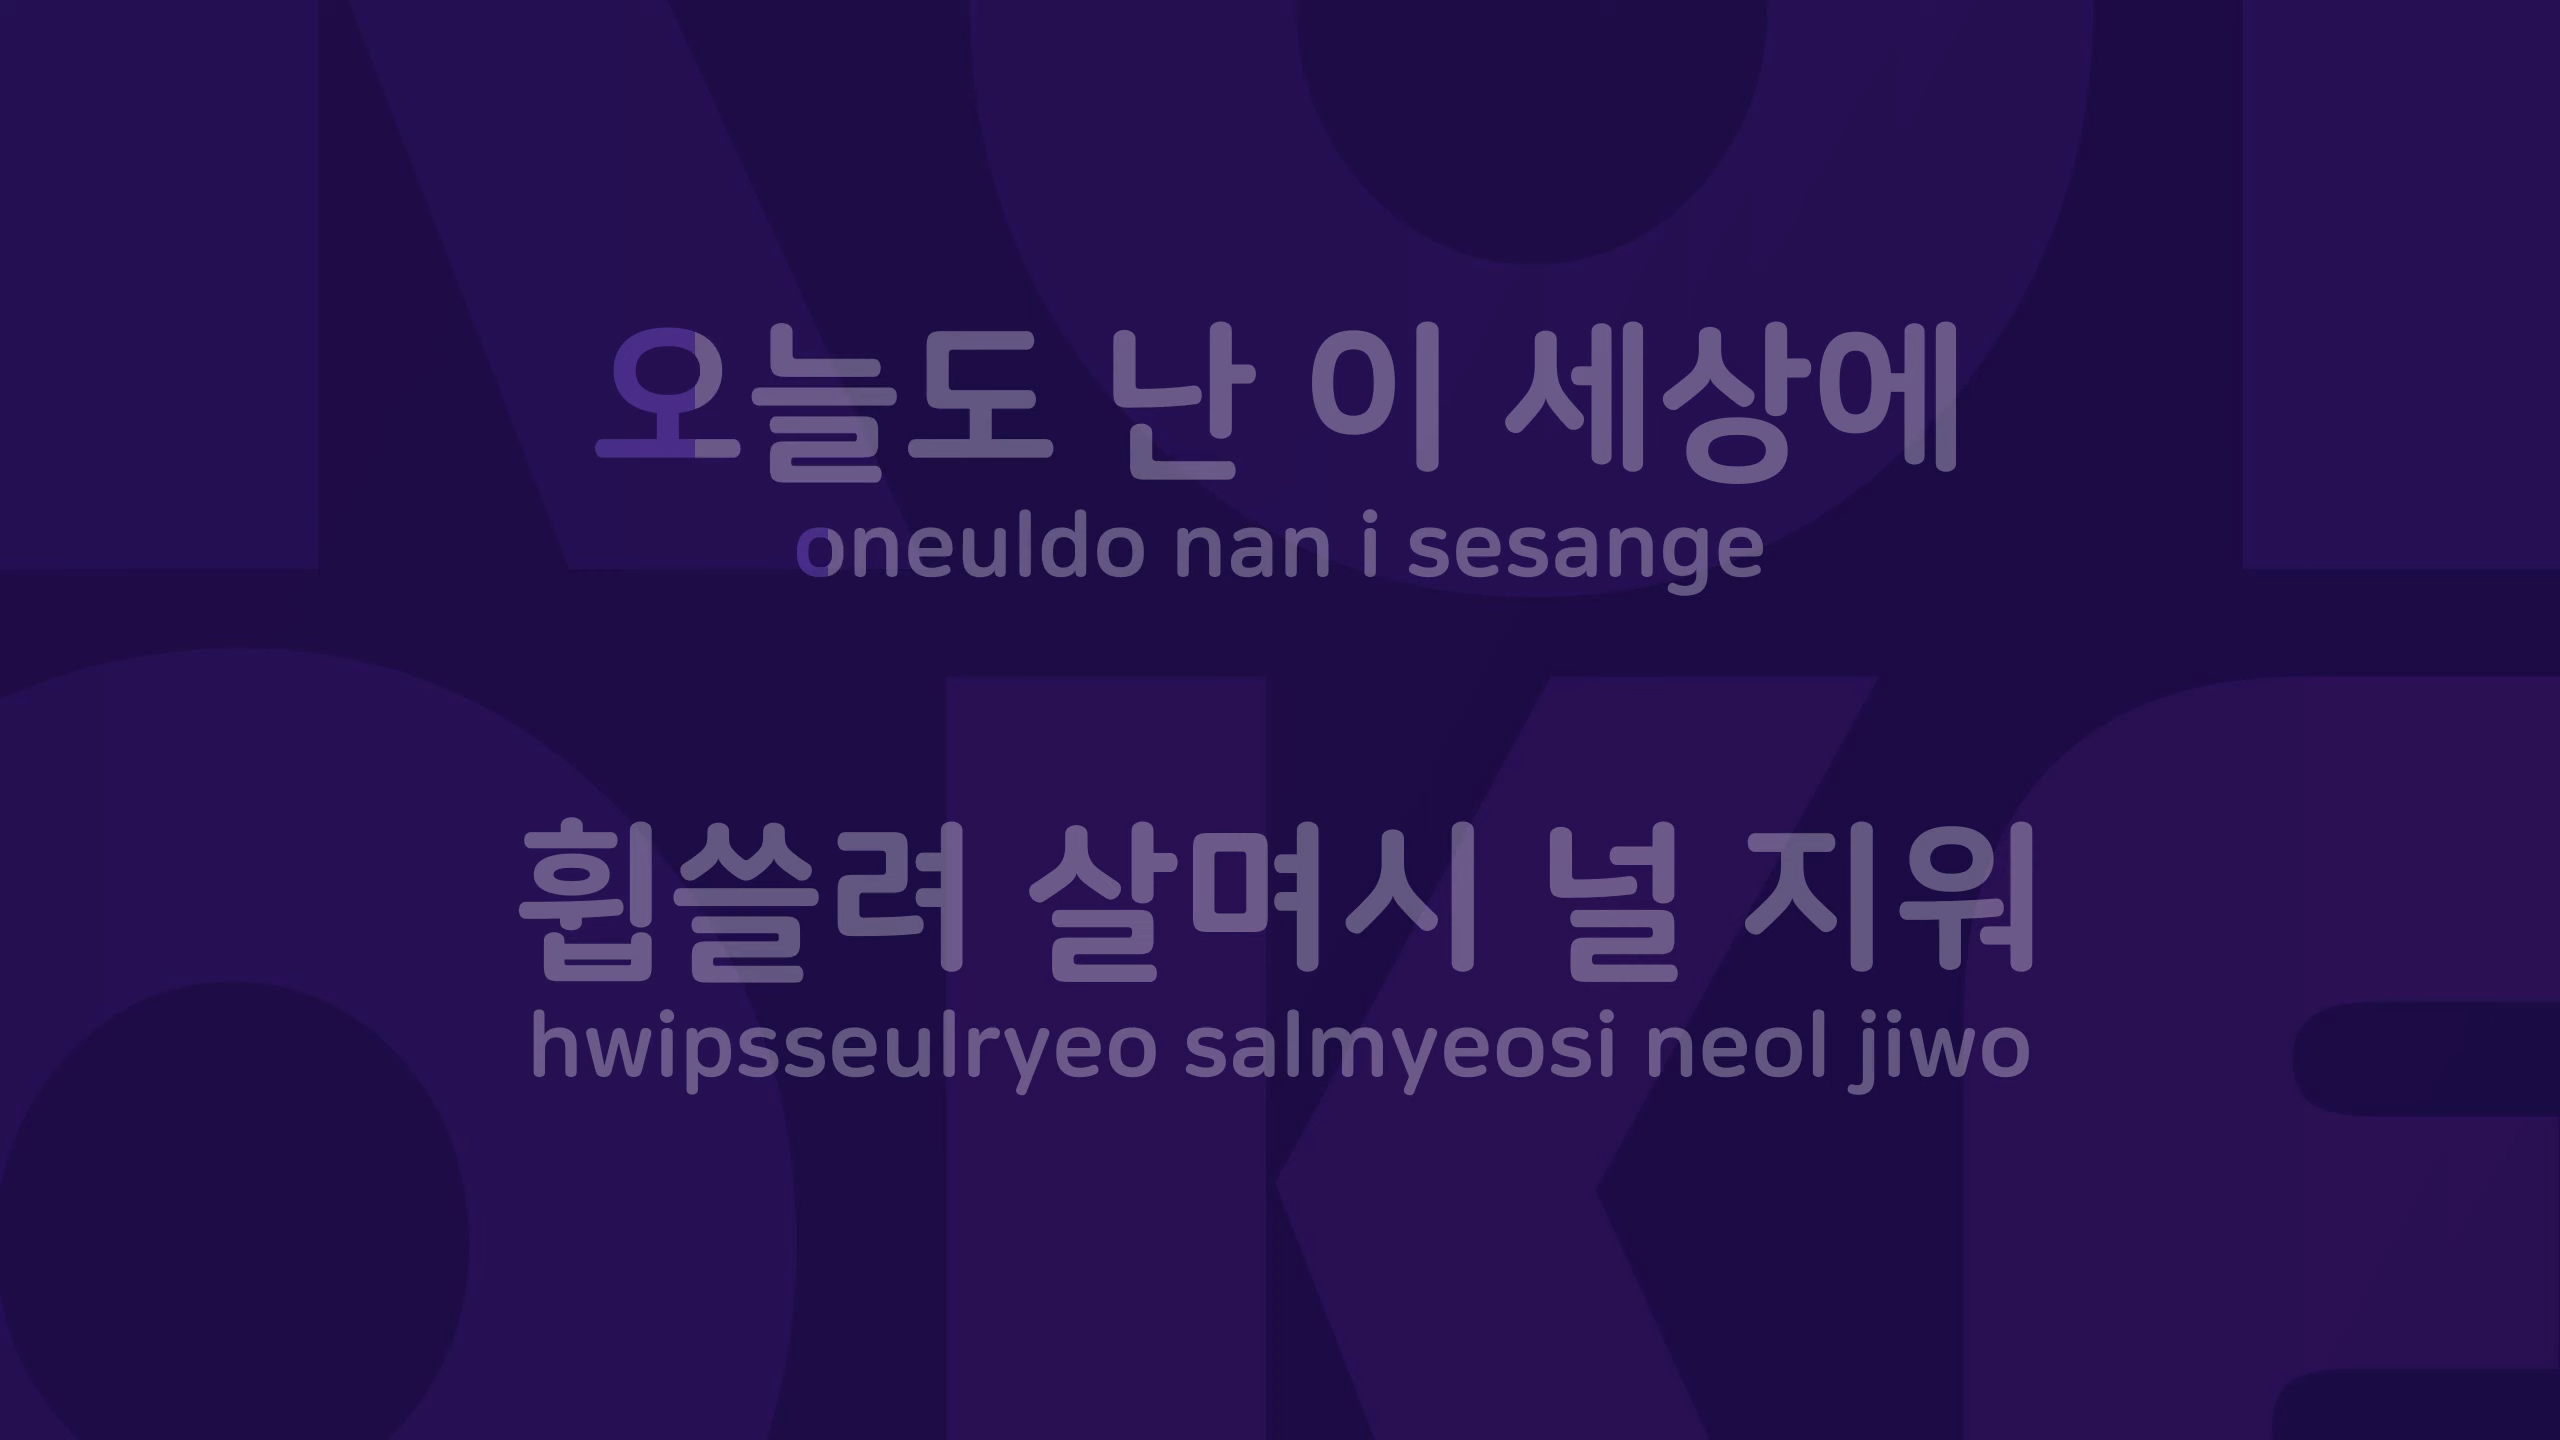 오늘도 난 이 세상에
oneuldo nan i sesange
휩쓸려 살며시 널 지워
hwipsseulryeo salmyeosi neol jiwo